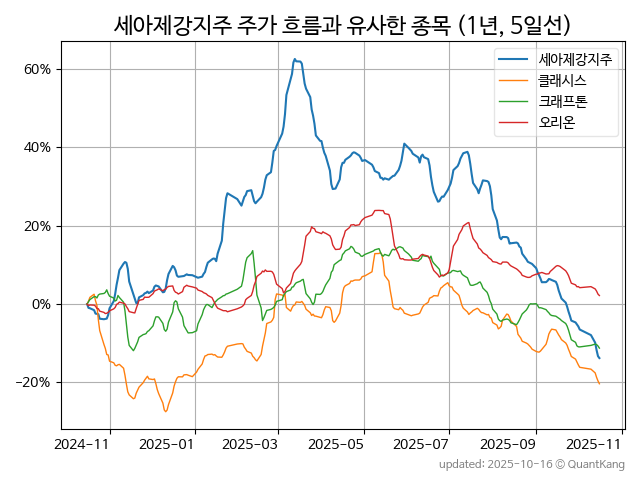 세아제강지주 주가 흐름과 유사한 종목 (1년, 5일선)
세아제강지주
클래시스
크래프톤
오리온
60%
40%
20%
0%
−20%
2024-11 2025-01 2025-03 2025-05 2025-07 2025-09 2025-11
updated: 2025-10-16 © QuantKang